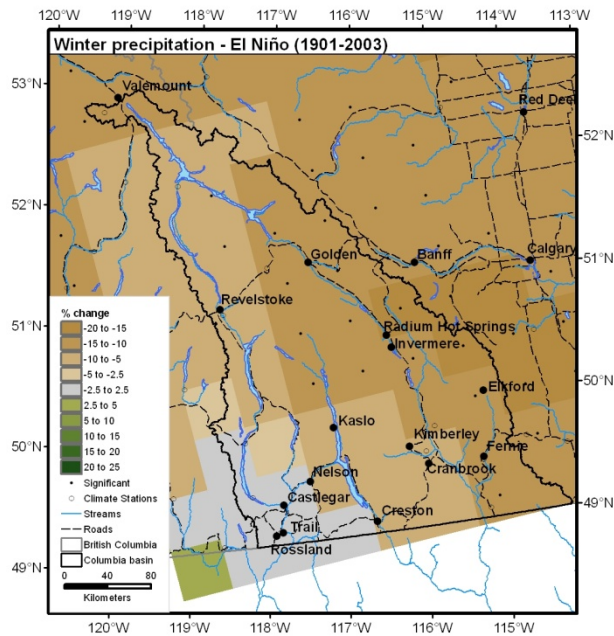 Winter precipitation - El Niño (1901-2003)
120°W 119°W 118°W 117°W 116°W 115°W 114°W 113°W
53°N
52°N
51°N
50°N
49°N
53°N
52°N
51°N
50°N
49°N
Valemount
Red Deer
Golden
Banff
Calgary
Revelstoke
Radium Hot Springs
Invermere
Elkford
Kaslo
Kimberley
Fernie
Cranbrook
Nelson
Castlegar
Creston
Trail
Rossland
% change
-20 to -15
-15 to -10
-10 to -5
-5 to -2.5
-2.5 to 2.5
2.5 to 5
5 to 10
10 to 15
15 to 20
20 to 25
Significant
Climate Stations
Streams
Roads
British Columbia
Columbia basin
0 40 80
Kilometers
120°W 119°W 118°W 117°W 116°W 115°W 114°W